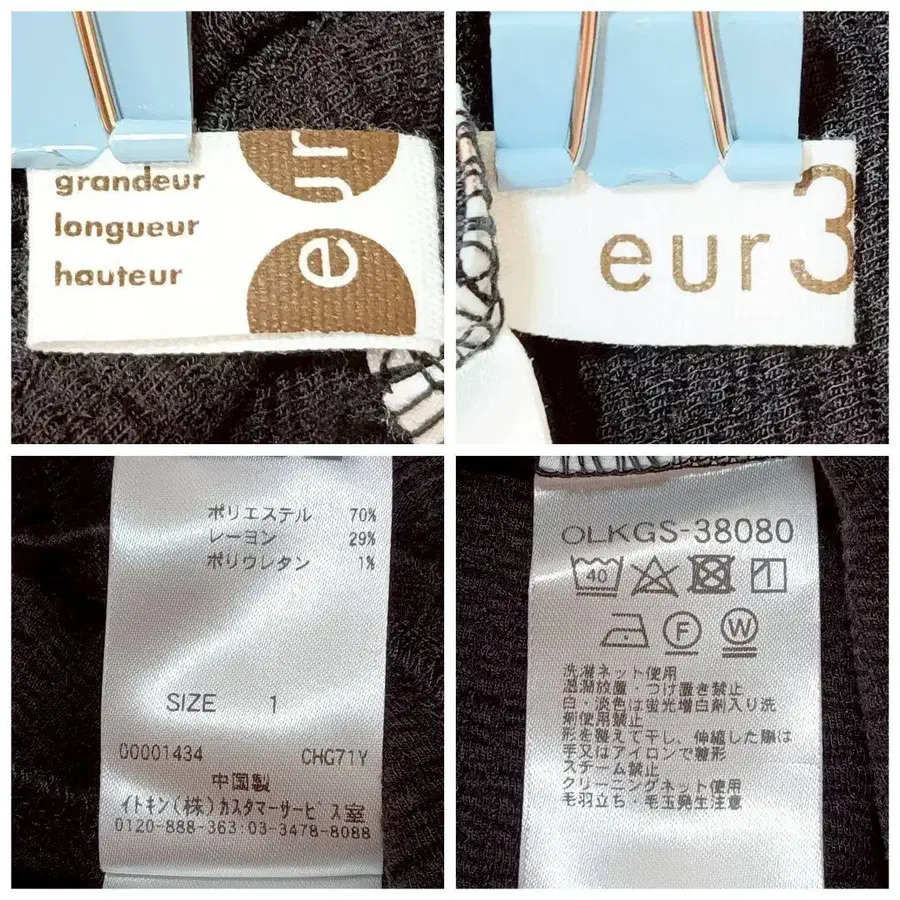 grandeur
longueur
hauteur
eur
eur3
ポリエステル 70%
レーヨン 29%
ポリウレタン 1%
SIZE 1
00001434 CHG71Y
中国製
イトキン(株)カスタマーサービス室
0120-888-363:03-3478-8088
OLKGS-38080
40
F W
洗濯ネット使用
湿潤放置・つけ置き禁止
白・淡色は蛍光増白剤入り洗
剤使用禁止
形を整えて干し、伸縮した際は
手又はアイロンで整形
スチーム禁止
クリーニングネット使用
毛羽立ち・毛玉発生注意